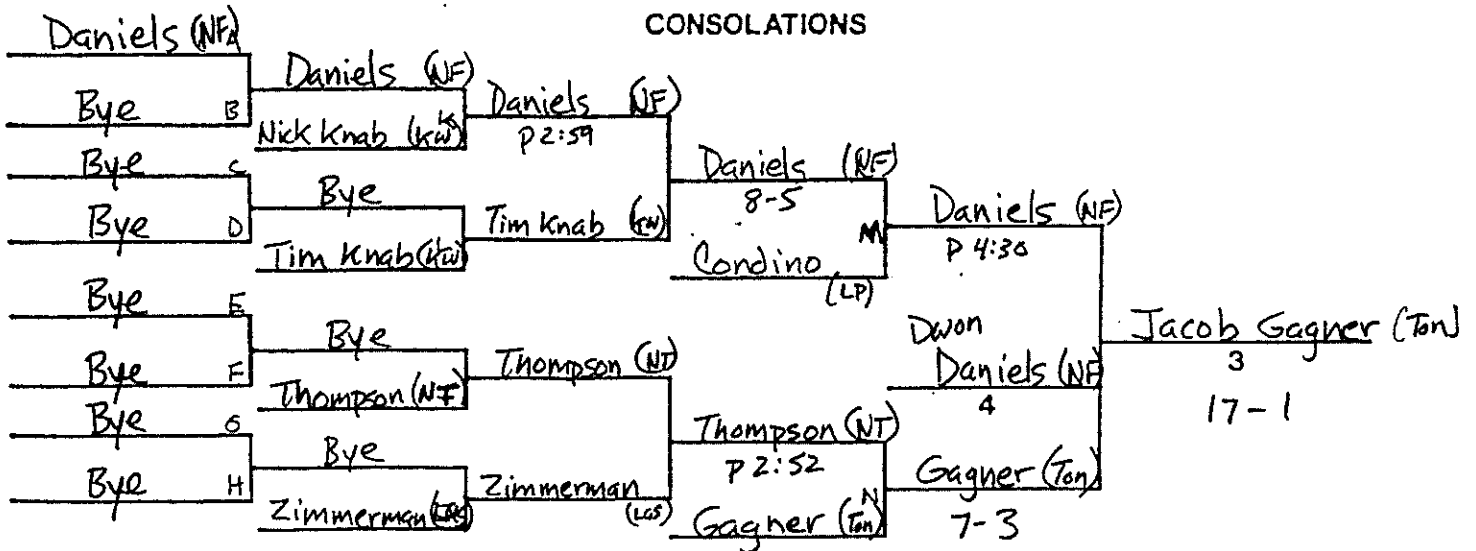 CONSOLATIONS
Daniels (NF) A
Daniels (NF)
Bye B
Daniels (NF)
P 2:59
Nick Knab (KW) K
Bye C
Daniels (NF)
8-5
Bye
Bye D
Daniels (NF)
P 4:30
Tim Knab (KW)
Tim Knab (KW)
Condino (LP)
M
Bye E
Bye
Dwon
Jacob Gagner (Ton)
3
17-1
Bye F
Thompson (NT)
Daniels (NF)
4
Thompson (NT)
Bye G
Thompson (NT)
P 2:52
Bye
Bye H
Zimmerman (LGS)
Gagner (Ton)
7-3
Zimmerman (LGS)
Gagner (Ton) N